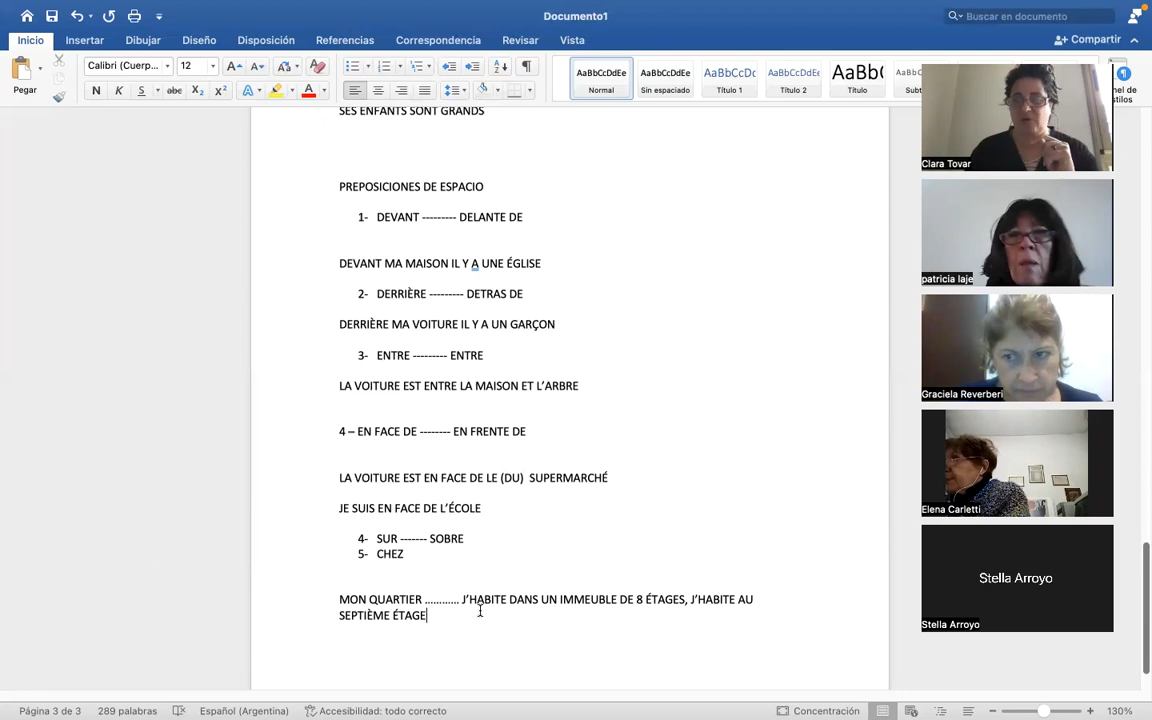 Documento1
Buscar en documento
Inicio Insertar Dibujar Diseño Disposición Referencias Correspondencia Revisar Vista
Compartir
Pegar
Calibri (Cuerp... 12
N K S abc X₂ X²
AaBbCcDdEe AaBbCcDdEe AaBbCcDc AaBbCcDdEe AaBbC AaBbCc
Normal Sin espaciado Título 1 Título 2 Título
SES ENFANTS SONT GRANDS
PREPOSICIONES DE ESPACIO
1- DEVANT --------- DELANTE DE
DEVANT MA MAISON IL Y A UNE ÉGLISE
2- DERRIÈRE --------- DETRAS DE
DERRIÈRE MA VOITURE IL Y A UN GARÇON
3- ENTRE --------- ENTRE
LA VOITURE EST ENTRE LA MAISON ET L'ARBRE
4 – EN FACE DE -------- EN FRENTE DE
LA VOITURE EST EN FACE DE LE (DU) SUPERMARCHÉ
JE SUIS EN FACE DE L'ÉCOLE
4- SUR ------- SOBRE
5- CHEZ
MON QUARTIER ............ J'HABITE DANS UN IMMEUBLE DE 8 ÉTAGES, J'HABITE AU
SEPTIÈME ÉTAGE
Clara Tovar
patricia laje
Graciela Reverberi
Elena Carletti
Stella Arroyo
Stella Arroyo
Página 3 de 3 289 palabras Español (Argentina) Accesibilidad: todo correcto Concentración 130%